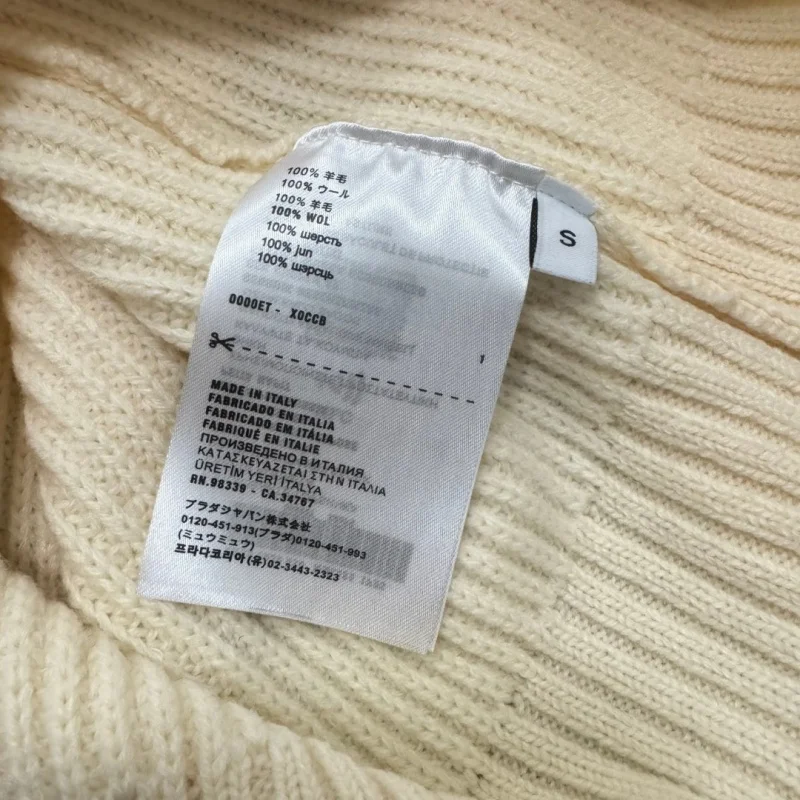 100% 羊毛
100% ウール
100% 羊毛
100% WOL
100% шерсть
100% jun
100% шэрсць
0000ET - X0CCB
1
MADE IN ITALY
FABRICADO EN ITALIA
FABRICADO EM ITÁLIA
FABRIQUÉ EN ITALIE
ПРОИЗВЕДЕНО В ИТАЛИЯ
ΚΑΤΑΣΚΕΥΑΖΕΤΑΙ ΣΤΗΝ ΙΤΑΛΙΑ
ÜRETİM YERİ İTALYA
RN.98339 - CA.34767
プラダジャパン株式会社
0120-451-913(プラダ)0120-451-993
(ミュウミュウ)
프라다코리아(유)02-3443-2323
S